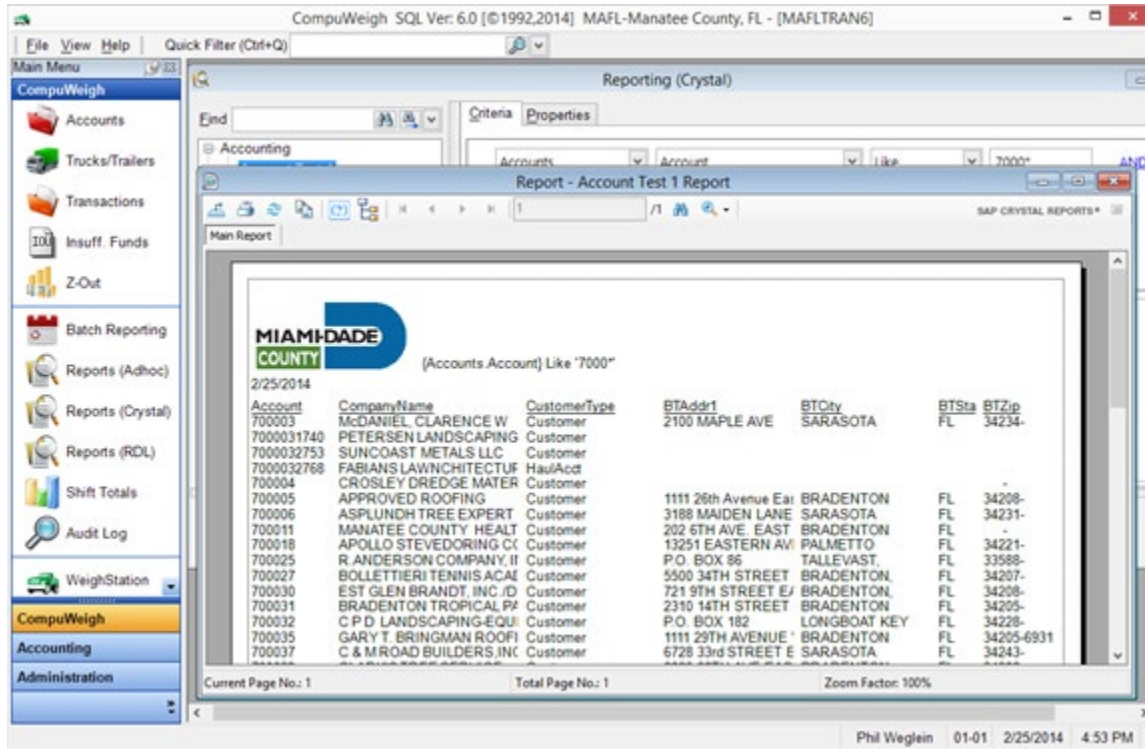 CompuWeigh SQL Ver: 6.0 [©1992,2014] MAFL-Manatee County, FL - [MAFLTRAN6]
File View Help Quick Filter (Ctrl+Q)
Main Menu
CompuWeigh
Accounts
Trucks/Trailers
Transactions
IOU Insuff. Funds
Z-Out
Batch Reporting
Reports (Adhoc)
Reports (Crystal)
Reports (RDL)
Shift Totals
Audit Log
WeighStation
CompuWeigh
Accounting
Administration
Reporting (Crystal)
Find
Criteria Properties
Accounting
Accounts Account Like 7000* AND
Report - Account Test 1 Report
1 /1 SAP CRYSTAL REPORTS®
Main Report
MIAMI-DADE
COUNTY
{Accounts.Account} Like "7000*"
2/25/2014
Account CompanyName CustomerType BTAddr1 BTCity BTSta BTZip
700003 McDANIEL, CLARENCE W Customer 2100 MAPLE AVE SARASOTA FL 34234-
7000031740 PETERSEN LANDSCAPING Customer
7000032753 SUNCOAST METALS LLC Customer
7000032768 FABIANS LAWNCHITECTUR HaulAcct
700004 CROSLEY DREDGE MATER Customer -
700005 APPROVED ROOFING Customer 1111 26th Avenue Eas BRADENTON FL 34208-
700006 ASPLUNDH TREE EXPERT Customer 3188 MAIDEN LANE SARASOTA FL 34231-
700011 MANATEE COUNTY HEALT Customer 202 6TH AVE. EAST BRADENTON FL -
700018 APOLLO STEVEDORING CO Customer 13251 EASTERN AV PALMETTO FL 34221-
700025 R.ANDERSON COMPANY, I Customer P.O. BOX 86 TALLEVAST, FL 33588-
700027 BOLLETTIERI TENNIS ACAD Customer 5500 34TH STREET BRADENTON, FL 34207-
700030 EST GLEN BRANDT, INC./D Customer 721 9TH STREET EA BRADENTON, FL 34208-
700031 BRADENTON TROPICAL PA Customer 2310 14TH STREET BRADENTON FL 34205-
700032 C P D LANDSCAPING-EQUI Customer P.O. BOX 182 LONGBOAT KEY FL 34228-
700035 GARY T. BRINGMAN ROOFI Customer 1111 29TH AVENUE BRADENTON FL 34205-6931
700037 C & M ROAD BUILDERS,INC Customer 6728 33rd STREET E SARASOTA FL 34243-
Current Page No.: 1 Total Page No.: 1 Zoom Factor: 100%
Phil Weglein 01-01 2/25/2014 4:53 PM